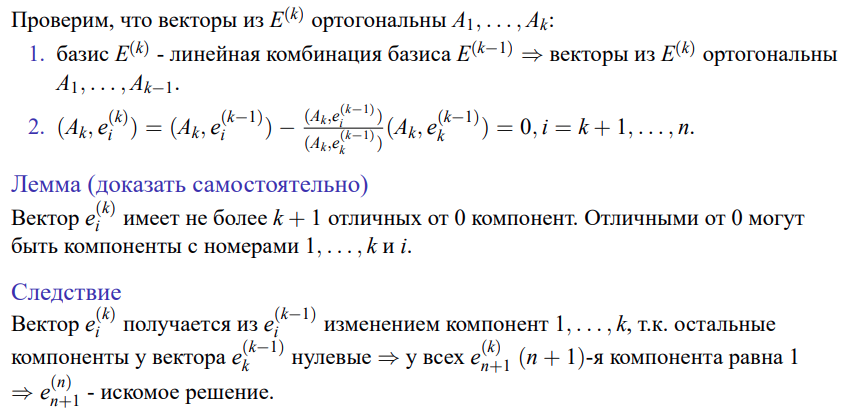 Проверим, что векторы из E^{(k)} ортогональны A_1, . . . , A_k:
1. базис E^{(k)} - линейная комбинация базиса E^{(k−1)} ⇒ векторы из E^{(k)} ортогональны
A_1, . . . , A_{k−1}.
2. (A_k, e_i^{(k)}) = (A_k, e_i^{(k−1)}) − \frac{(A_k, e_i^{(k−1)})}{(A_k, e_k^{(k−1)})}(A_k, e_k^{(k−1)}) = 0, i = k + 1, . . . , n.
Лемма (доказать самостоятельно)
Вектор e_i^{(k)} имеет не более k + 1 отличных от 0 компонент. Отличными от 0 могут
быть компоненты с номерами 1, . . . , k и i.
Следствие
Вектор e_i^{(k)} получается из e_i^{(k−1)} изменением компонент 1, . . . , k, т.к. остальные
компоненты у вектора e_k^{(k−1)} нулевые ⇒ у всех e_{n+1}^{(k)} (n + 1)-я компонента равна 1
⇒ e_{n+1}^{(n)} - искомое решение.